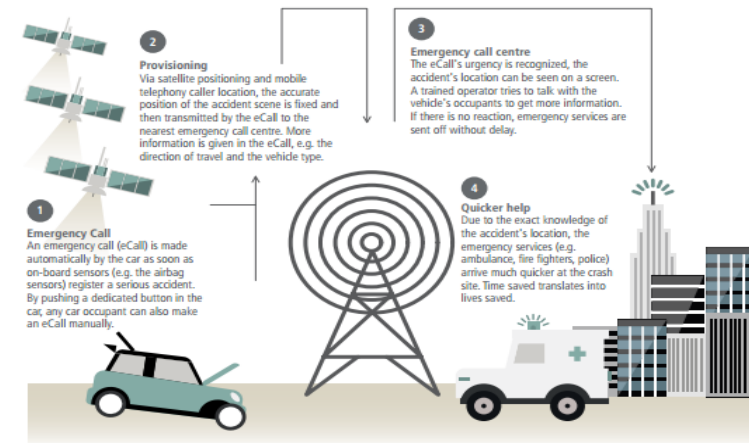 1
Emergency Call
An emergency call (eCall) is made
automatically by the car as soon as
on-board sensors (e.g. the airbag
sensors) register a serious accident.
By pushing a dedicated button in the
car, any car occupant can also make
an eCall manually.
2
Provisioning
Via satellite positioning and mobile
telephony caller location, the accurate
position of the accident scene is fixed and
then transmitted by the eCall to the
nearest emergency call centre. More
information is given in the eCall, e.g. the
direction of travel and the vehicle type.
3
Emergency call centre
The eCall's urgency is recognized, the
accident's location can be seen on a screen.
A trained operator tries to talk with the
vehicle's occupants to get more information.
If there is no reaction, emergency services are
sent off without delay.
4
Quicker help
Due to the exact knowledge of
the accident's location, the
emergency services (e.g.
ambulance, fire fighters, police)
arrive much quicker at the crash
site. Time saved translates into
lives saved.